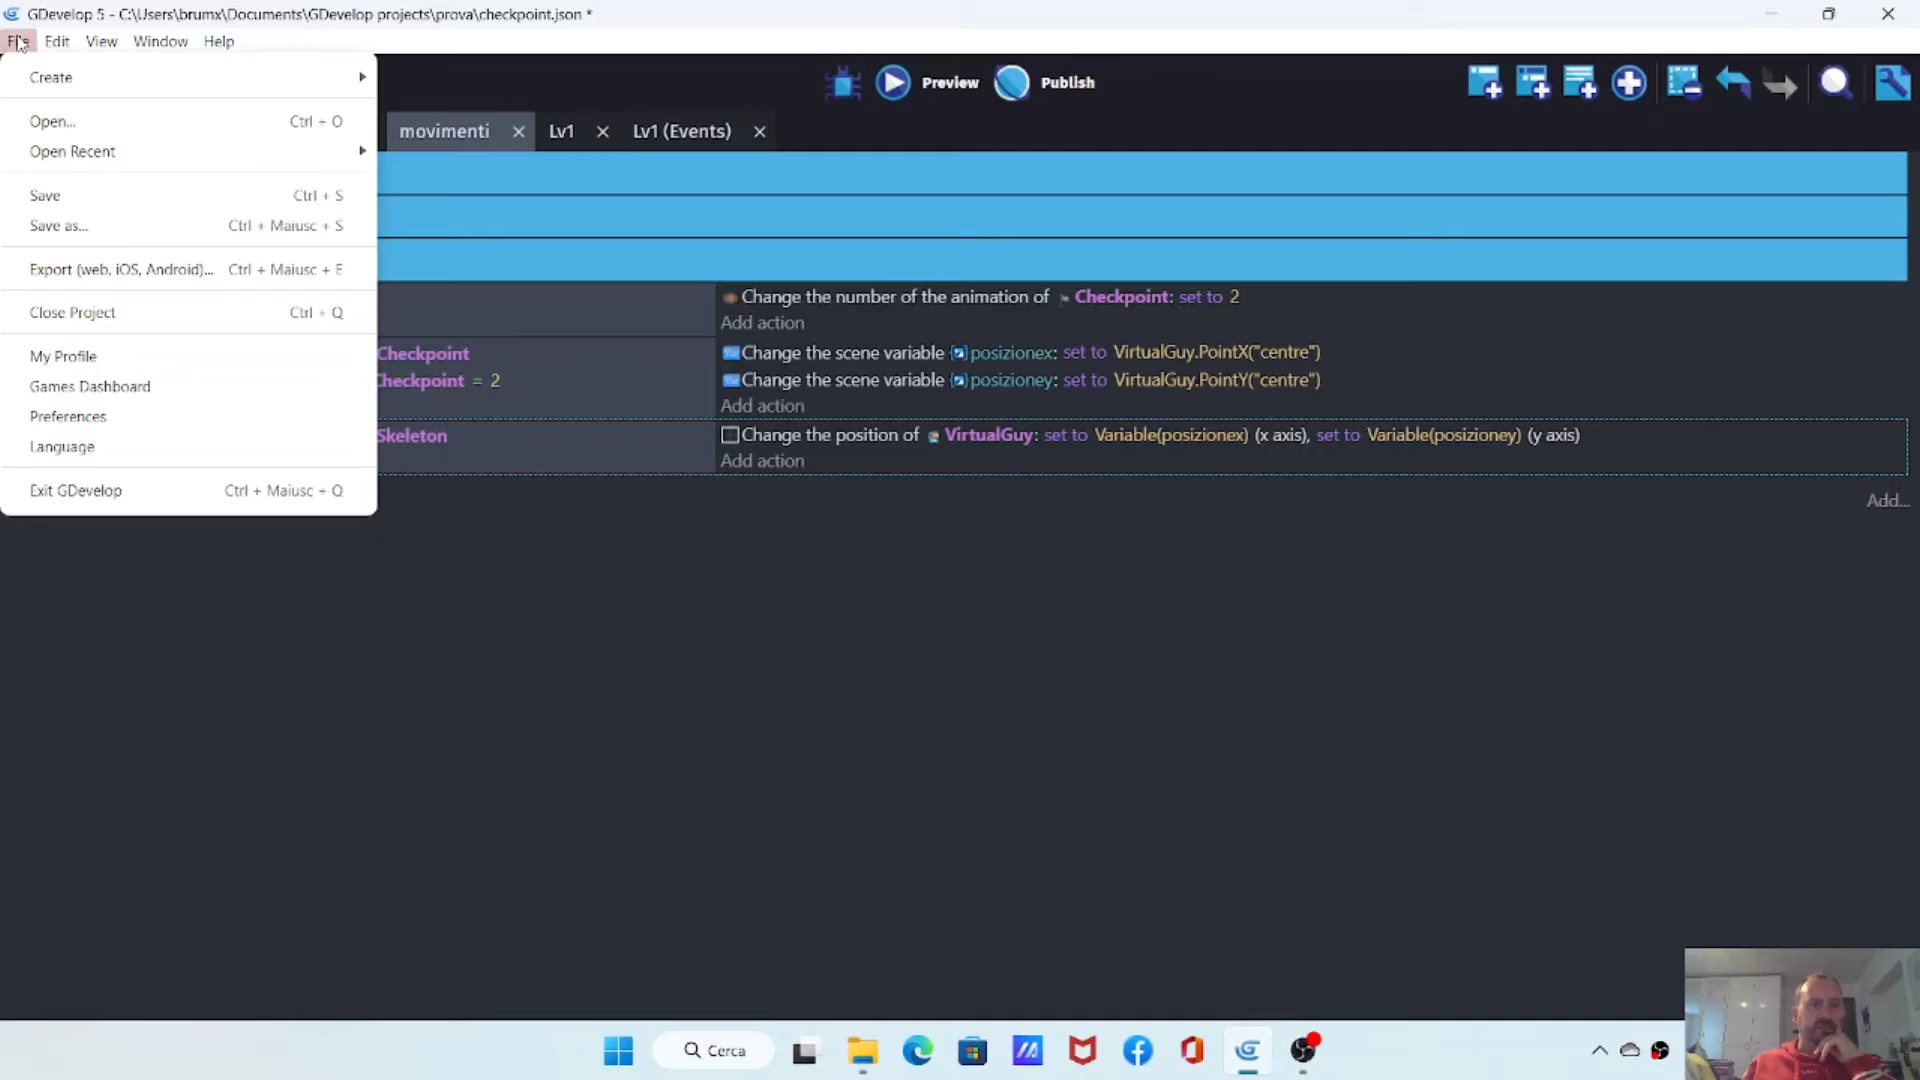 GDevelop 5 - C:\Users\brumx\Documents\GDevelop projects\prova\checkpoint.json *
File Edit View Window Help
Create
Open... Ctrl + O
Open Recent
Save Ctrl + S
Save as... Ctrl + Maiusc + S
Export (web, iOS, Android)... Ctrl + Maiusc + E
Close Project Ctrl + Q
My Profile
Games Dashboard
Preferences
Language
Exit GDevelop Ctrl + Maiusc + Q
Preview Publish
movimenti Lv1 Lv1 (Events)
Change the number of the animation of Checkpoint: set to 2
Add action
Checkpoint
Checkpoint = 2
Change the scene variable posizionex: set to VirtualGuy.PointX("centre")
Change the scene variable posizioney: set to VirtualGuy.PointY("centre")
Add action
Skeleton
Change the position of VirtualGuy: set to Variable(posizionex) (x axis), set to Variable(posizioney) (y axis)
Add action
Add...
Cerca